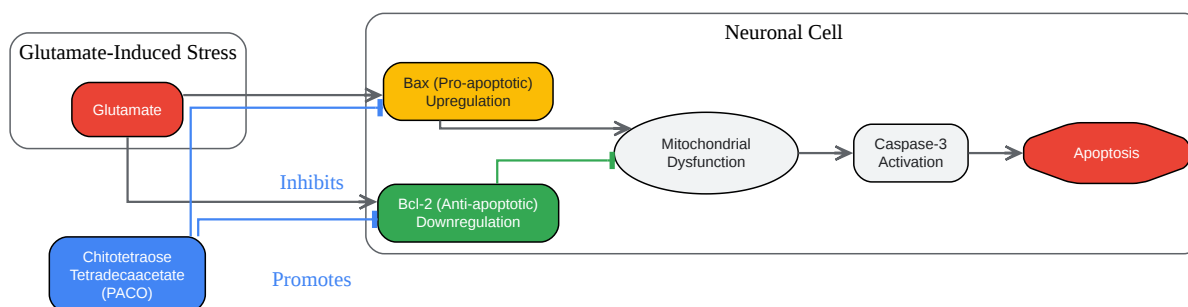 Neuronal Cell
Glutamate-Induced Stress
Glutamate
Bax (Pro-apoptotic)
Upregulation
Mitochondrial
Dysfunction
Caspase-3
Activation
Apoptosis
Inhibits
Bcl-2 (Anti-apoptotic)
Downregulation
Chitotetraose
Tetradecaacetate
(PACO)
Promotes